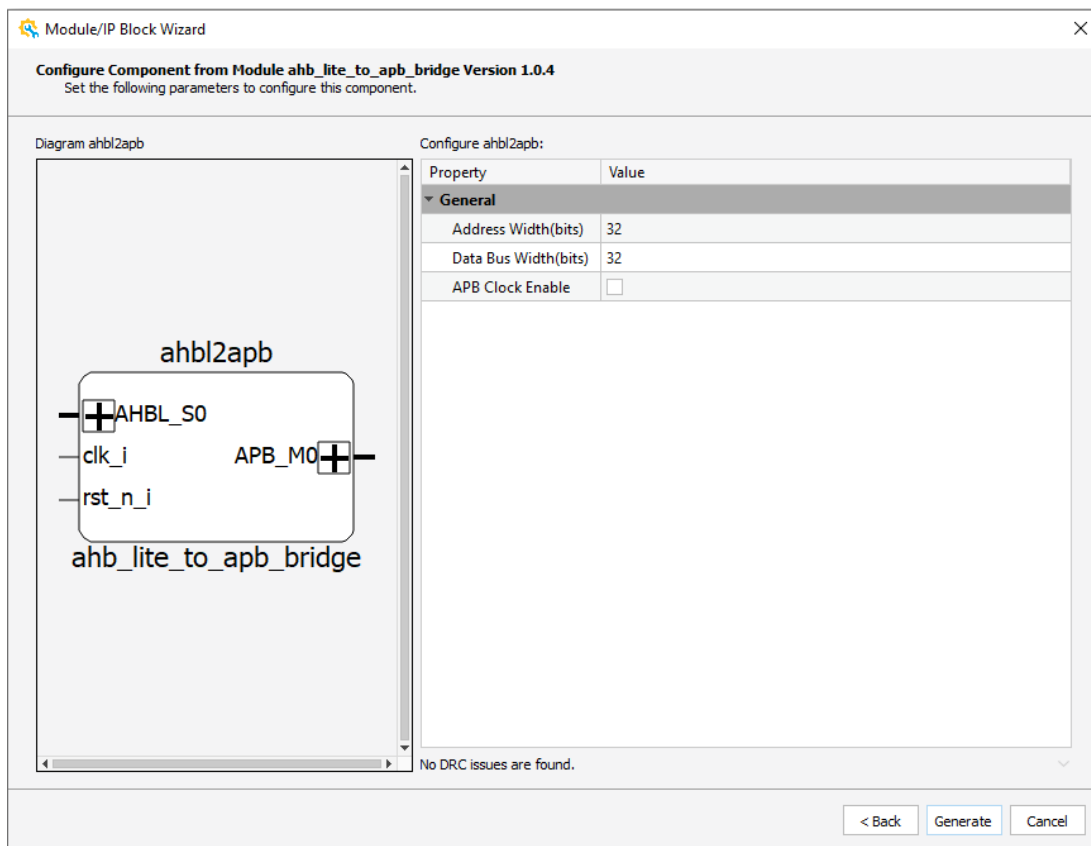 Module/IP Block Wizard
Configure Component from Module ahb_lite_to_apb_bridge Version 1.0.4
Set the following parameters to configure this component.
Diagram ahbl2apb
ahbl2apb
AHBL_S0
clk_i
APB_M0
rst_n_i
ahb_lite_to_apb_bridge
Configure ahbl2apb:
Property Value
General
Address Width(bits) 32
Data Bus Width(bits) 32
APB Clock Enable
No DRC issues are found.
< Back Generate Cancel